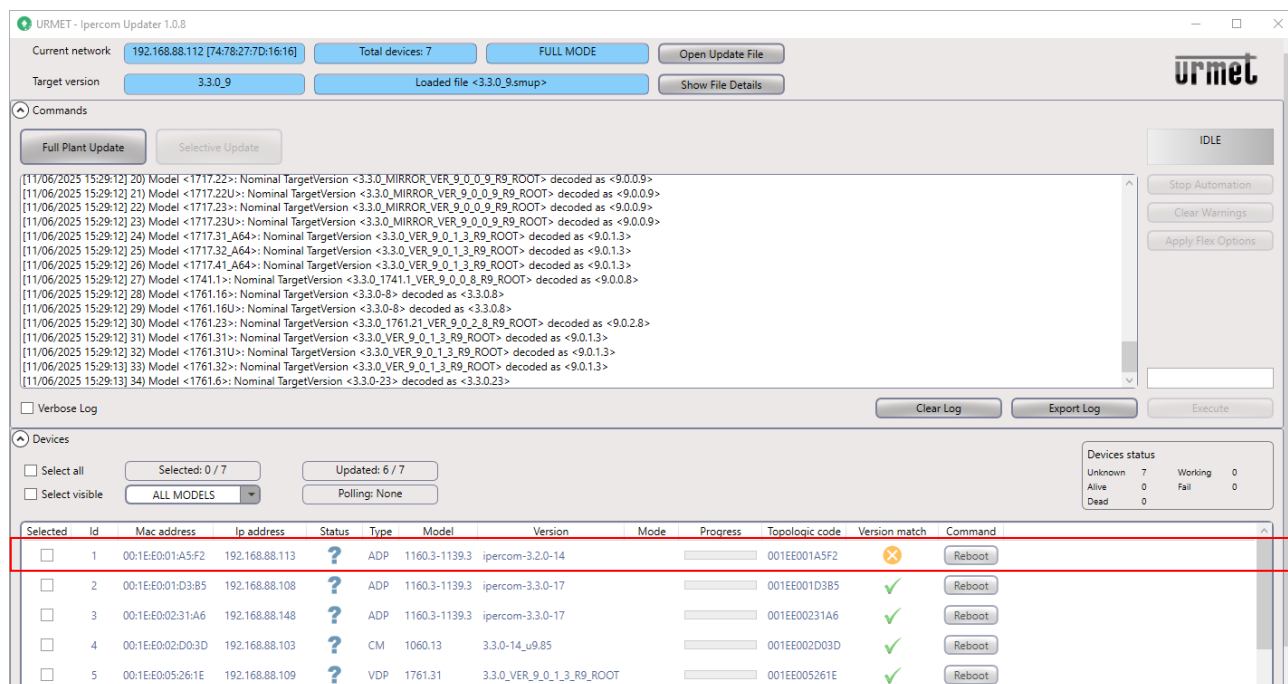 URMET - Ipercom Updater 1.0.8
Current network 192.168.88.112 [74:78:27:7D:16:16] Total devices: 7 FULL MODE Open Update File
urmet
Target version 3.3.0_9 Loaded file <3.3.0_9.smup> Show File Details
Commands
Full Plant Update Selective Update IDLE
[11/06/2025 15:29:12] 20) Model <1717.22>: Nominal TargetVersion <3.3.0_MIRROR_VER_9_0_0_9_R9_ROOT> decoded as <9.0.0.9>
[11/06/2025 15:29:12] 21) Model <1717.22U>: Nominal TargetVersion <3.3.0_MIRROR_VER_9_0_0_9_R9_ROOT> decoded as <9.0.0.9>
[11/06/2025 15:29:12] 22) Model <1717.23>: Nominal TargetVersion <3.3.0_MIRROR_VER_9_0_0_9_R9_ROOT> decoded as <9.0.0.9>
[11/06/2025 15:29:12] 23) Model <1717.23U>: Nominal TargetVersion <3.3.0_MIRROR_VER_9_0_0_9_R9_ROOT> decoded as <9.0.0.9>
[11/06/2025 15:29:12] 24) Model <1717.31_A64>: Nominal TargetVersion <3.3.0_VER_9_0_1_3_R9_ROOT> decoded as <9.0.1.3>
[11/06/2025 15:29:12] 25) Model <1717.32_A64>: Nominal TargetVersion <3.3.0_VER_9_0_1_3_R9_ROOT> decoded as <9.0.1.3>
[11/06/2025 15:29:12] 26) Model <1717.41_A64>: Nominal TargetVersion <3.3.0_VER_9_0_1_3_R9_ROOT> decoded as <9.0.1.3>
[11/06/2025 15:29:12] 27) Model <1741.1>: Nominal TargetVersion <3.3.0_1741.1_VER_9_0_0_8_R9_ROOT> decoded as <9.0.0.8>
[11/06/2025 15:29:12] 28) Model <1761.16>: Nominal TargetVersion <3.3.0-8> decoded as <3.3.0.8>
[11/06/2025 15:29:12] 29) Model <1761.16U>: Nominal TargetVersion <3.3.0-8> decoded as <3.3.0.8>
[11/06/2025 15:29:12] 30) Model <1761.23>: Nominal TargetVersion <3.3.0_1761.21_VER_9_0_2_8_R9_ROOT> decoded as <9.0.2.8>
[11/06/2025 15:29:12] 31) Model <1761.31>: Nominal TargetVersion <3.3.0_VER_9_0_1_3_R9_ROOT> decoded as <9.0.1.3>
[11/06/2025 15:29:12] 32) Model <1761.31U>: Nominal TargetVersion <3.3.0_VER_9_0_1_3_R9_ROOT> decoded as <9.0.1.3>
[11/06/2025 15:29:13] 33) Model <1761.32>: Nominal TargetVersion <3.3.0_VER_9_0_1_3_R9_ROOT> decoded as <9.0.1.3>
[11/06/2025 15:29:13] 34) Model <1761.6>: Nominal TargetVersion <3.3.0-23> decoded as <3.3.0.23>
Stop Automation
Clear Warnings
Apply Flex Options
Verbose Log Clear Log Export Log Execute
Devices
Select all Selected: 0 / 7 Updated: 6 / 7
Select visible ALL MODELS Polling: None
Devices status
Unknown 7 Working 0
Alive 0 Fail 0
Dead 0
Selected Id Mac address Ip address Status Type Model Version Mode Progress Topologic code Version match Command
1 00:1E:E0:01:A5:F2 192.168.88.113 ? ADP 1160.3-1139.3 ipercom-3.2.0-14 001EE001A5F2 Reboot
2 00:1E:E0:01:D3:B5 192.168.88.108 ? ADP 1160.3-1139.3 ipercom-3.3.0-17 001EE001D3B5 Reboot
3 00:1E:E0:02:31:A6 192.168.88.148 ? ADP 1160.3-1139.3 ipercom-3.3.0-17 001EE00231A6 Reboot
4 00:1E:E0:02:D0:3D 192.168.88.103 ? CM 1060.13 3.3.0-14_u9.85 001EE002D03D Reboot
5 00:1E:E0:05:26:1E 192.168.88.109 ? VDP 1761.31 3.3.0_VER_9_0_1_3_R9_ROOT 001EE005261E Reboot